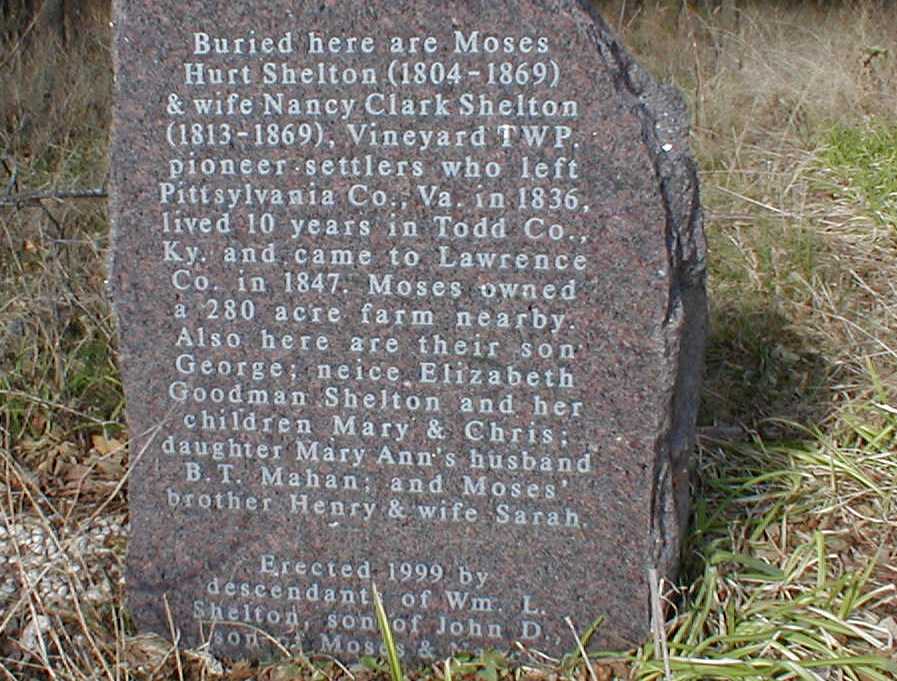 Buried here are Moses
Hurt Shelton (1804-1869)
& wife Nancy Clark Shelton
(1813-1869), Vineyard TWP.
pioneer settlers who left
Pittsylvania Co., Va. in 1836,
lived 10 years in Todd Co.,
Ky. and came to Lawrence
Co. in 1847. Moses owned
a 280 acre farm nearby.
Also here are their son
George; neice Elizabeth
Goodman Shelton and her
children Mary & Chris;
daughter Mary Ann's husband
B.T. Mahan; and Moses'
brother Henry & wife Sarah.
Erected 1999 by
descendant of Wm. L.
Shelton, son of John D.,
son Moses &